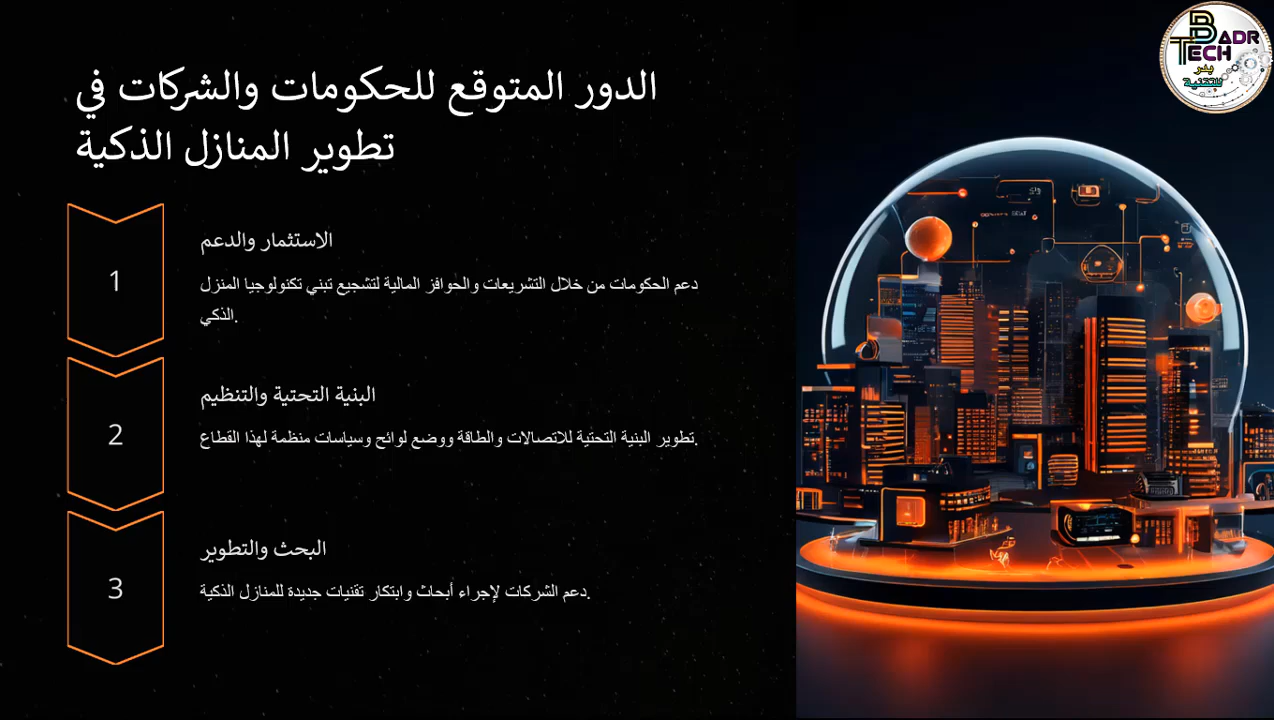 الدور المتوقع للحكومات والشركات في
تطوير المنازل الذكية
1
الاستثمار والدعم
دعم الحكومات من خلال التشريعات والحوافز المالية لتشجيع تبني تكنولوجيا المنزل
الذكي.
2
البنية التحتية والتنظيم
تطوير البنية التحتية للاتصالات والطاقة ووضع لوائح وسياسات منظمة لهذا القطاع.
3
البحث والتطوير
دعم الشركات لإجراء أبحاث وابتكار تقنيات جديدة للمنازل الذكية.
BADR
TECH
بدر
للتقنية